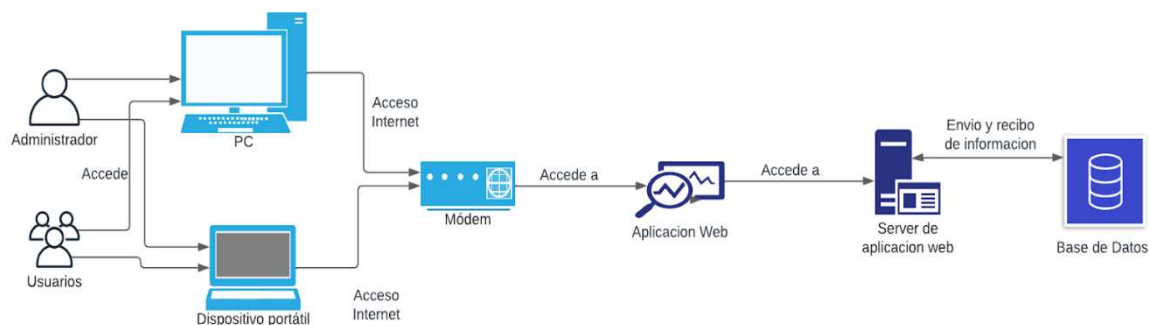 Administrador
Accede
Usuarios
PC
Dispositivo portátil
Acceso
Internet
Acceso
Internet
Módem
Accede a
Aplicacion Web
Accede a
Server de
aplicacion web
Envio y recibo
de informacion
Base de Datos